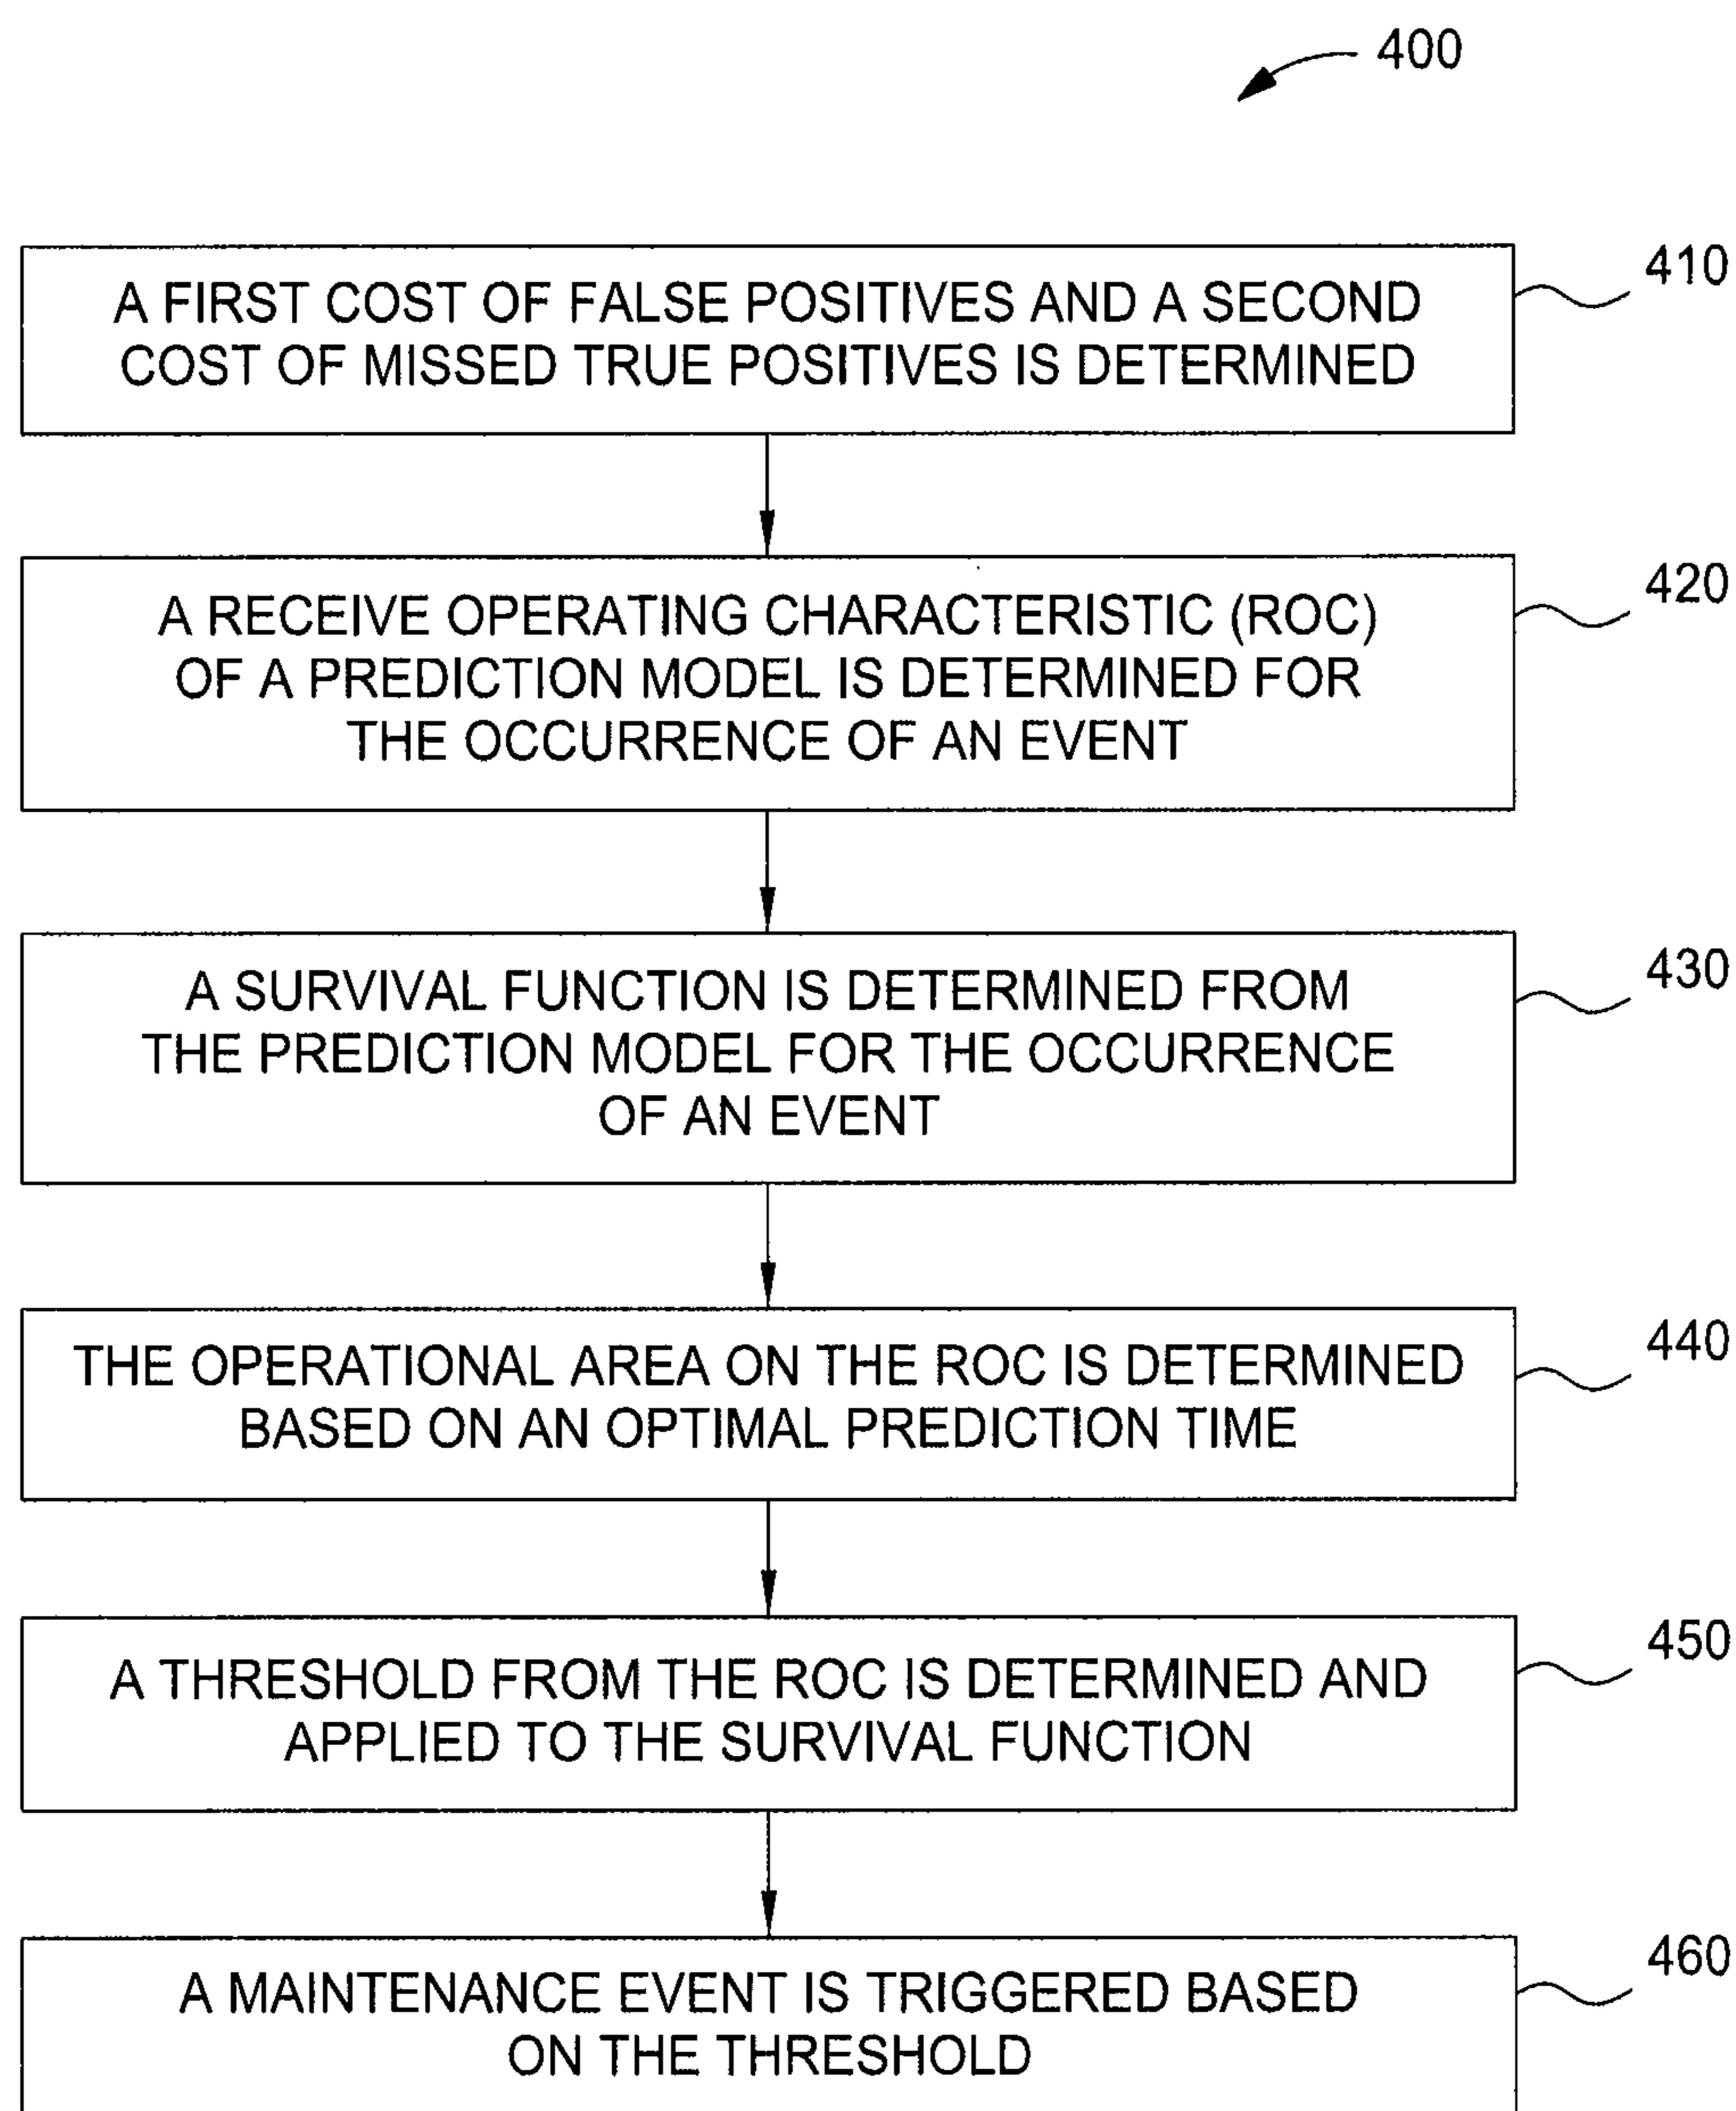 400
A FIRST COST OF FALSE POSITIVES AND A SECOND
COST OF MISSED TRUE POSITIVES IS DETERMINED
410
A RECEIVE OPERATING CHARACTERISTIC (ROC)
OF A PREDICTION MODEL IS DETERMINED FOR
THE OCCURRENCE OF AN EVENT
420
A SURVIVAL FUNCTION IS DETERMINED FROM
THE PREDICTION MODEL FOR THE OCCURRENCE
OF AN EVENT
430
THE OPERATIONAL AREA ON THE ROC IS DETERMINED
BASED ON AN OPTIMAL PREDICTION TIME
440
A THRESHOLD FROM THE ROC IS DETERMINED AND
APPLIED TO THE SURVIVAL FUNCTION
450
A MAINTENANCE EVENT IS TRIGGERED BASED
ON THE THRESHOLD
460